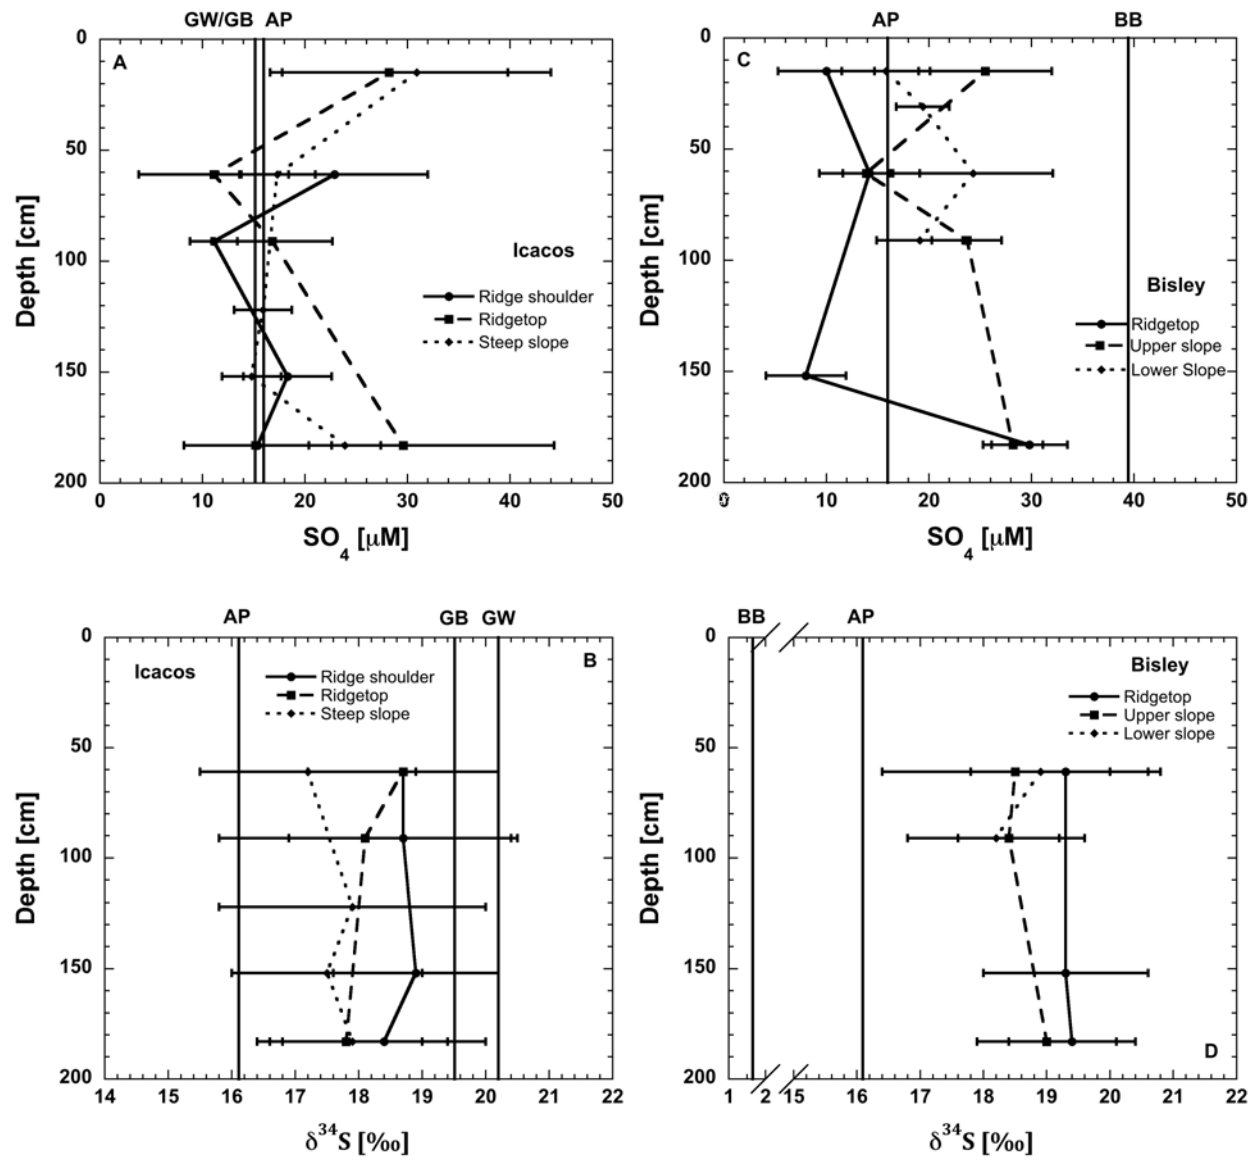 GW/GB AP
A
0
50
100
150
200
Depth [cm]
Icacos
Ridge shoulder
Ridgetop
Steep slope
0 10 20 30 40 50
SO4 [μM]
AP BB
C
0
50
100
150
200
Depth [cm]
Bisley
Ridgetop
Upper slope
Lower Slope
0 10 20 30 40 50
SO4 [μM]
AP GB GW
B
0
50
100
150
200
Depth [cm]
Icacos
Ridge shoulder
Ridgetop
Steep slope
14 15 16 17 18 19 20 21 22
δ34S [‰]
BB AP
0
50
100
150
200
Depth [cm]
Bisley
Ridgetop
Upper slope
Lower slope
D
1 2 15 16 17 18 19 20 21 22
δ34S [‰]